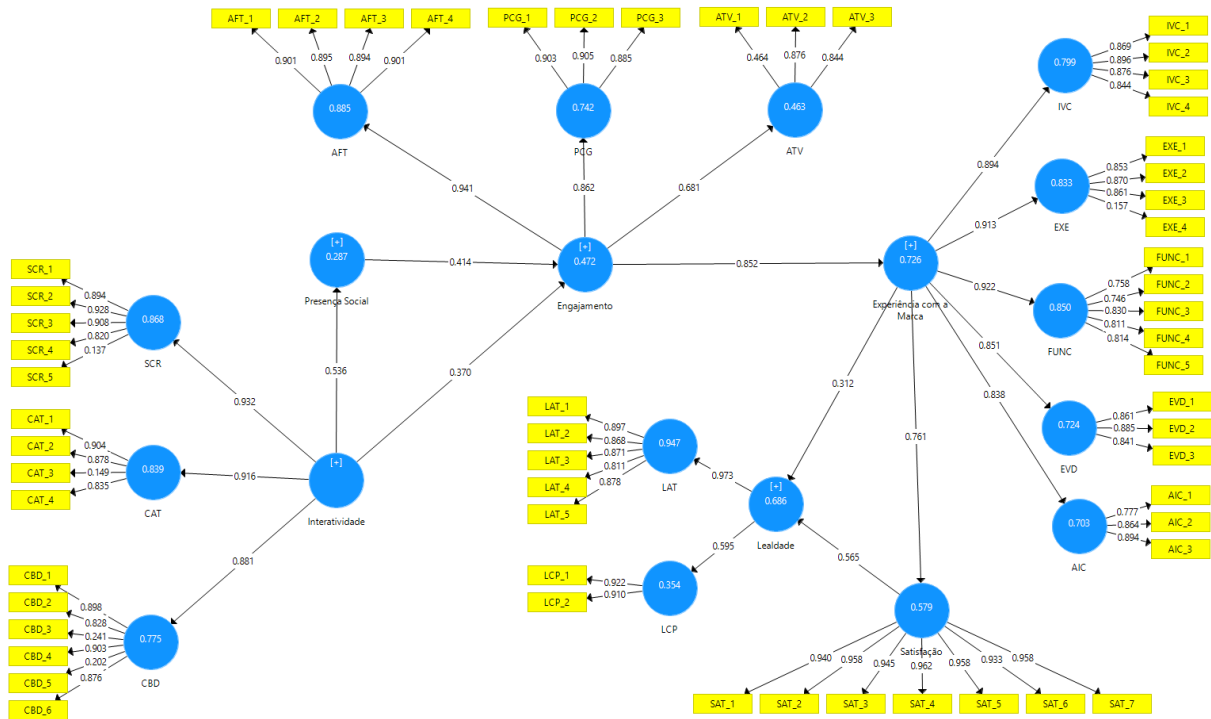 AFT_1
AFT_2
AFT_3
AFT_4
0.901
0.895
0.894
0.901
0.885
AFT
PCG_1
PCG_2
PCG_3
0.903
0.905
0.885
0.742
PCG
ATV_1
ATV_2
ATV_3
0.464
0.876
0.844
0.463
ATV
IVC_1
IVC_2
IVC_3
IVC_4
0.869
0.896
0.876
0.844
0.799
IVC
EXE_1
EXE_2
EXE_3
EXE_4
0.853
0.870
0.861
0.157
0.833
EXE
FUNC_1
FUNC_2
FUNC_3
FUNC_4
FUNC_5
0.758
0.746
0.830
0.811
0.814
0.850
FUNC
EVD_1
EVD_2
EVD_3
0.861
0.885
0.841
0.724
EVD
AIC_1
AIC_2
AIC_3
0.777
0.864
0.894
0.703
AIC
0.941
0.862
0.681
0.894
0.913
0.922
0.851
0.838
[+]
0.287
Presença Social
0.414
[+]
0.472
Engajamento
0.852
[+]
0.726
Experiência com a
Marca
0.536
0.370
0.312
0.761
SCR_1
SCR_2
SCR_3
SCR_4
SCR_5
0.894
0.928
0.908
0.820
0.137
0.868
SCR
0.932
CAT_1
CAT_2
CAT_3
CAT_4
0.904
0.878
0.149
0.835
0.839
CAT
0.916
[+]
Interatividade
0.881
CBD_1
CBD_2
CBD_3
CBD_4
CBD_5
CBD_6
0.898
0.828
0.241
0.903
0.202
0.876
0.775
CBD
LAT_1
LAT_2
LAT_3
LAT_4
LAT_5
0.897
0.868
0.871
0.811
0.878
0.947
LAT
0.973
[+]
0.686
Lealdade
0.595
0.565
LCP_1
LCP_2
0.922
0.910
0.354
LCP
0.579
Satisfação
0.940
0.958
0.945
0.962
0.958
0.933
0.958
SAT_1
SAT_2
SAT_3
SAT_4
SAT_5
SAT_6
SAT_7